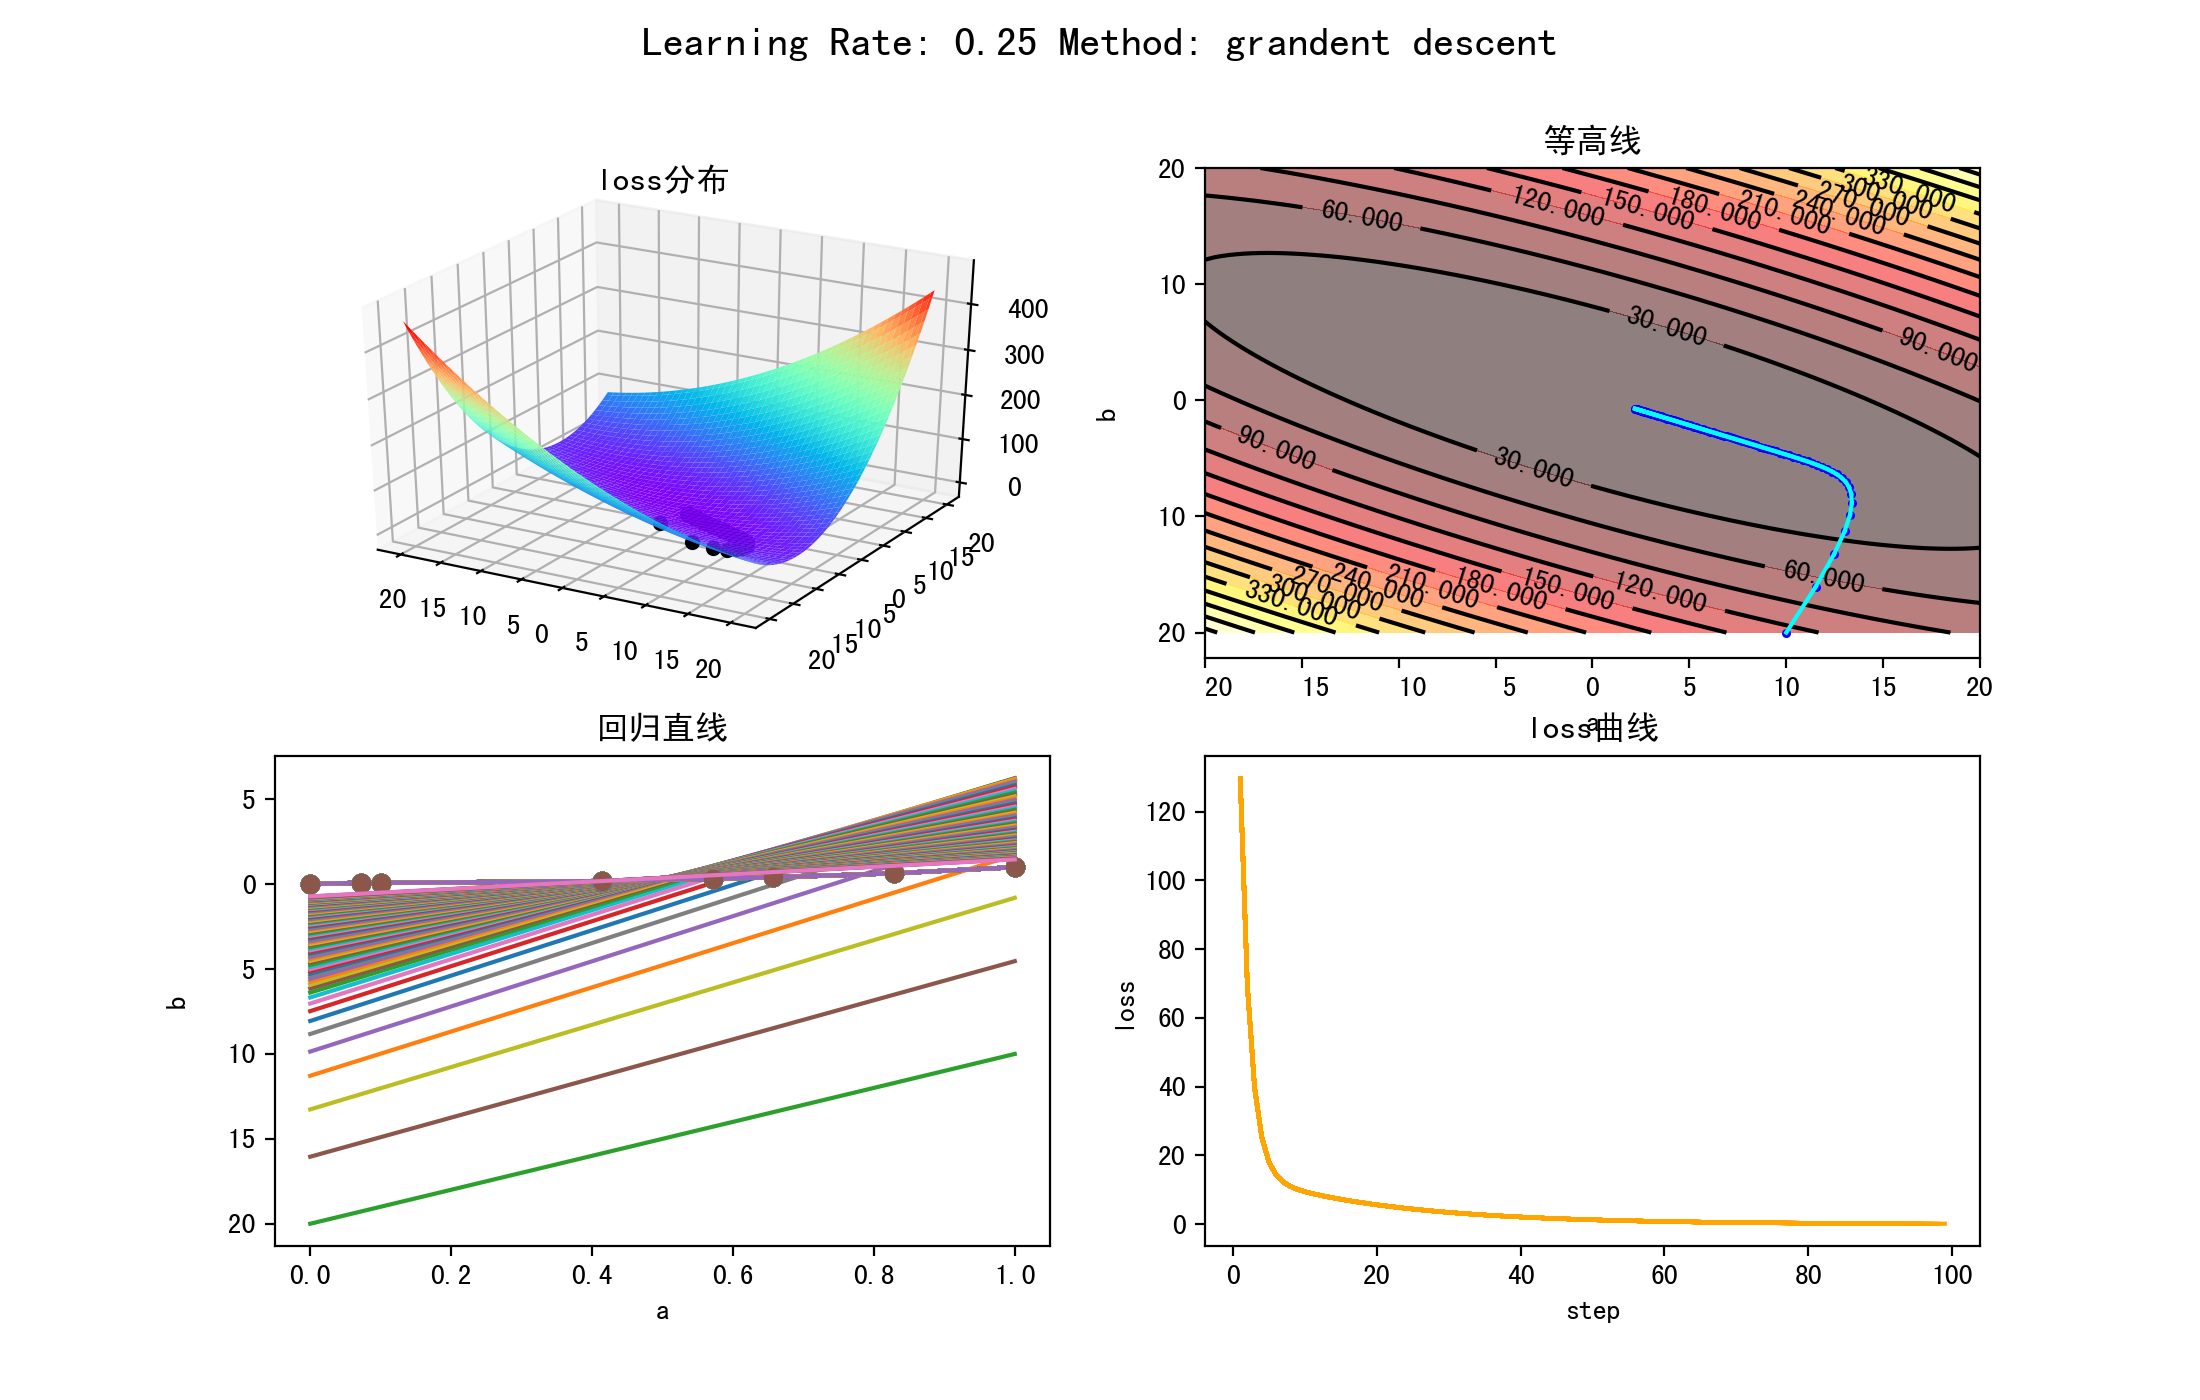 Learning Rate: 0.25 Method: grandent descent
loss分布
400
300
200
100
0
20 15 10 5 0 5 10 15 20
20 15 10 5 0 5 10 15 20
等高线
20
10
0
10
20
b
60.000 120.000 150.000 180.000 210.000 240.000 270.000 300.000 330.000
30.000 90.000
90.000 30.000
330.000 300.000 270.000 240.000 210.000 180.000 150.000 120.000 60.000
20 15 10 5 0 5 10 15 20
a
回归直线
5
0
5
10
15
20
b
0.0 0.2 0.4 0.6 0.8 1.0
a
loss曲线
120
100
80
60
40
20
0
loss
0 20 40 60 80 100
step